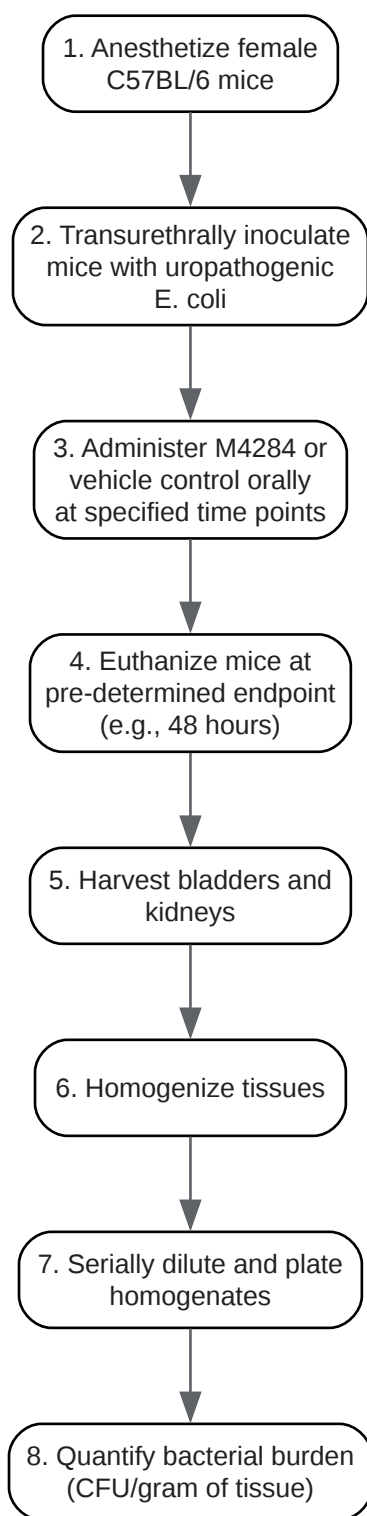 1. Anesthetize female
C57BL/6 mice
2. Transurethrally inoculate
mice with uropathogenic
E. coli
3. Administer M4284 or
vehicle control orally
at specified time points
4. Euthanize mice at
pre-determined endpoint
(e.g., 48 hours)
5. Harvest bladders and
kidneys
6. Homogenize tissues
7. Serially dilute and plate
homogenates
8. Quantify bacterial burden
(CFU/gram of tissue)